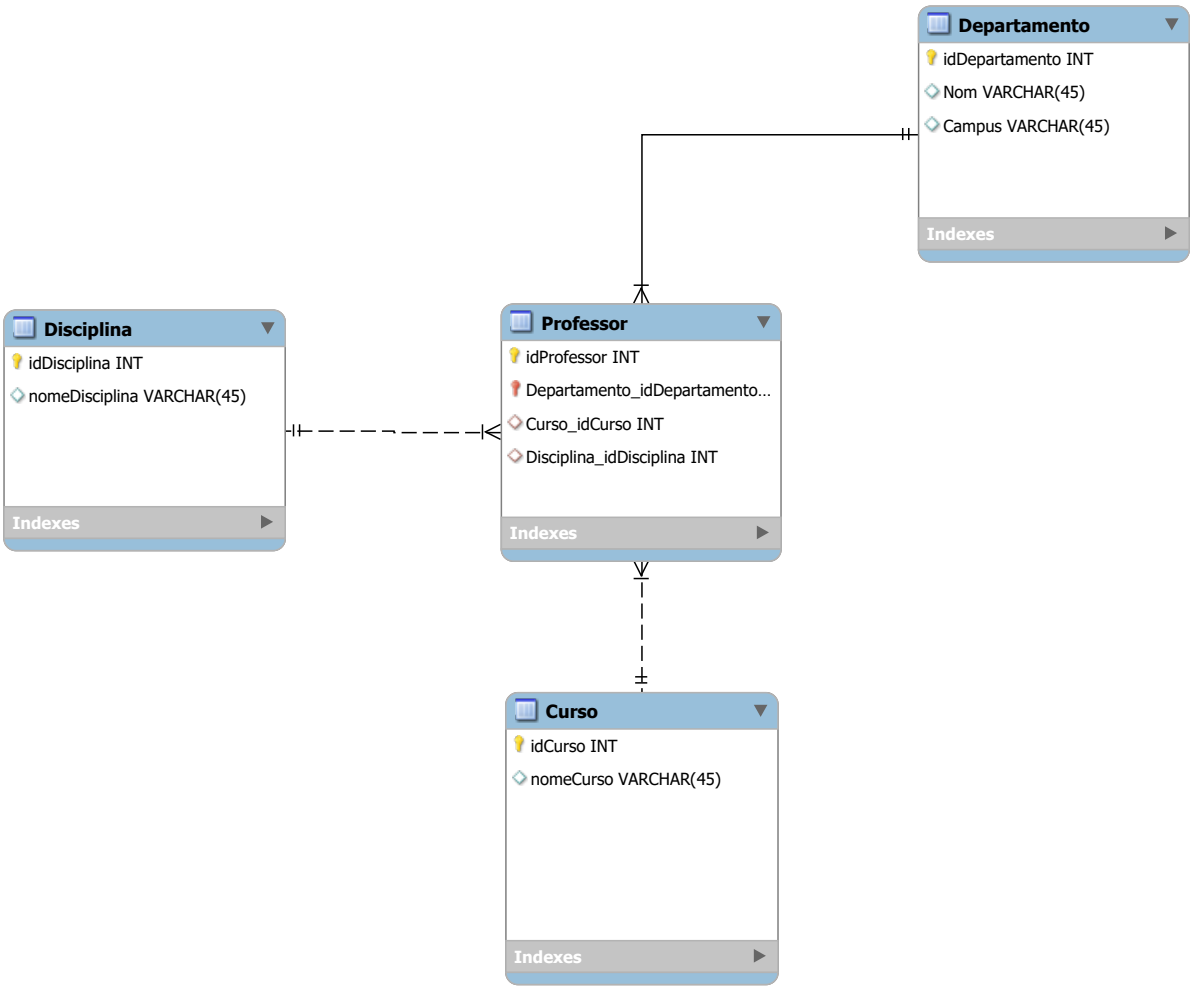 Departamento
idDepartamento INT
Nom VARCHAR(45)
Campus VARCHAR(45)
Indexes
Disciplina
idDisciplina INT
nomeDisciplina VARCHAR(45)
Indexes
Professor
idProfessor INT
Departamento_idDepartamento...
Curso_idCurso INT
Disciplina_idDisciplina INT
Indexes
Curso
idCurso INT
nomeCurso VARCHAR(45)
Indexes